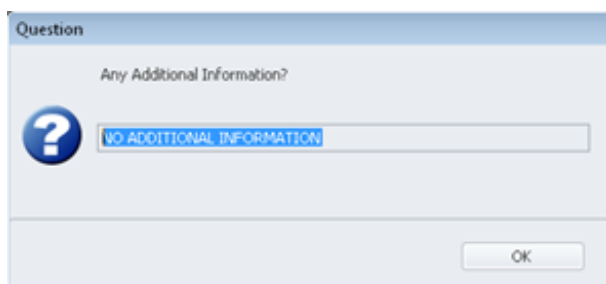 Question
Any Additional Information?
NO ADDITIONAL INFORMATION
OK